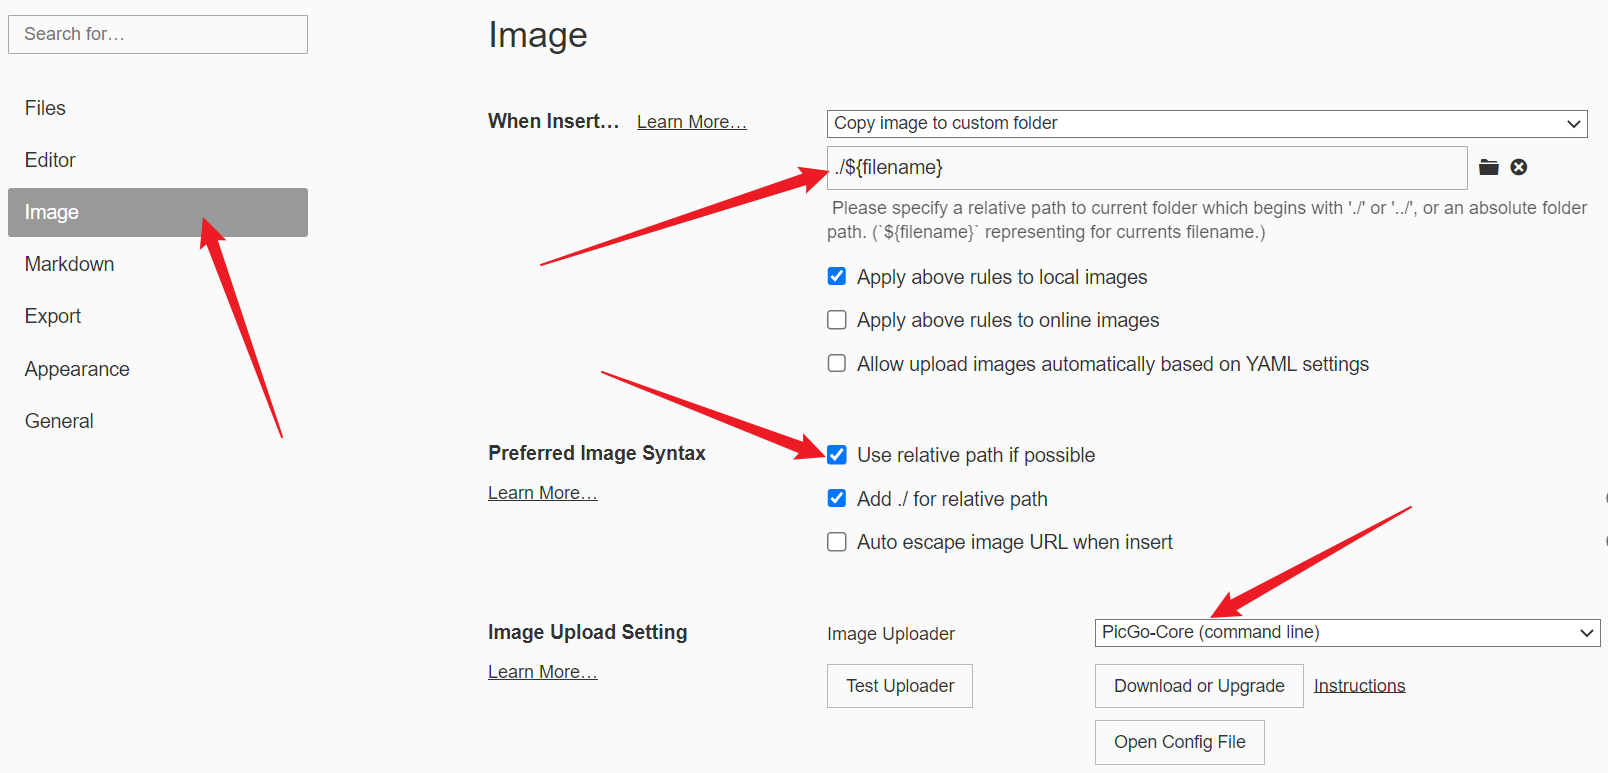 Search for…
Files
Editor
Image
Markdown
Export
Appearance
General
Image
When Insert… Learn More…
Copy image to custom folder
./${filename}
Please specify a relative path to current folder which begins with './' or '../', or an absolute folder
path. (`${filename}` representing for currents filename.)
Apply above rules to local images
Apply above rules to online images
Allow upload images automatically based on YAML settings
Preferred Image Syntax
Learn More…
Use relative path if possible
Add ./ for relative path
Auto escape image URL when insert
Image Upload Setting
Learn More…
Image Uploader
PicGo-Core (command line)
Test Uploader
Download or Upgrade
Instructions
Open Config File